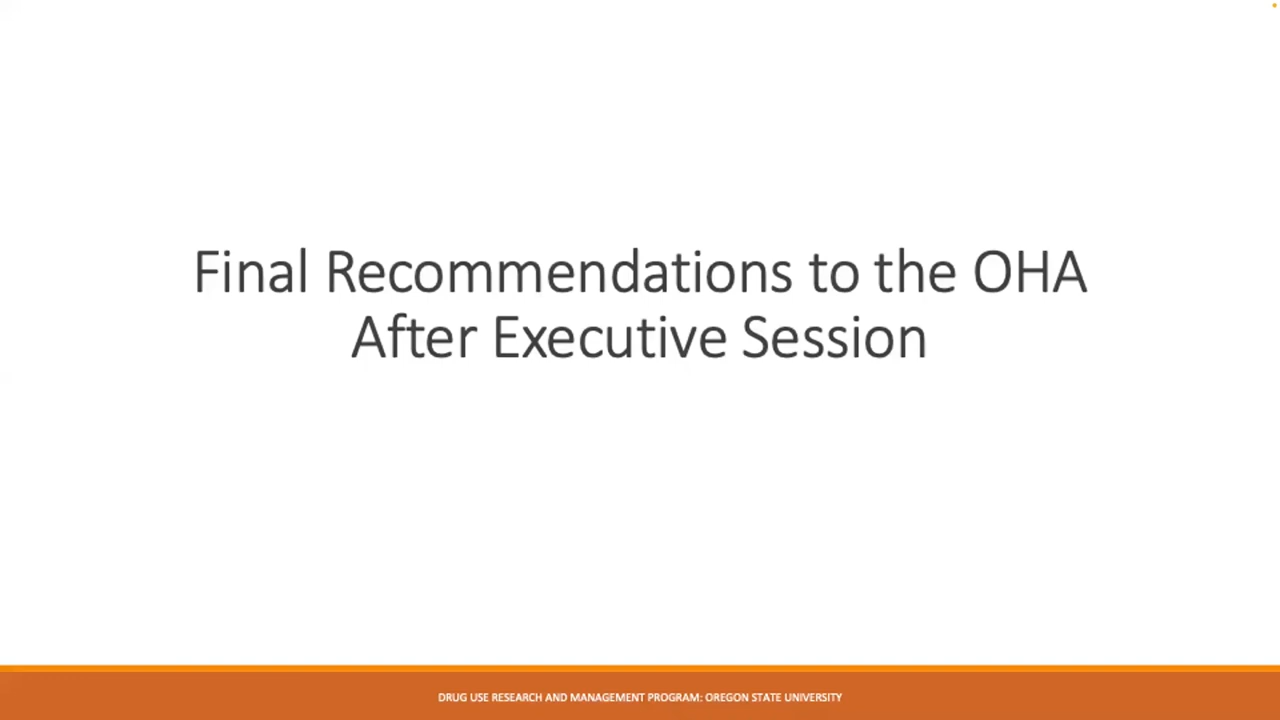 Final Recommendations to the OHA
After Executive Session
DRUG USE RESEARCH AND MANAGEMENT PROGRAM: OREGON STATE UNIVERSITY